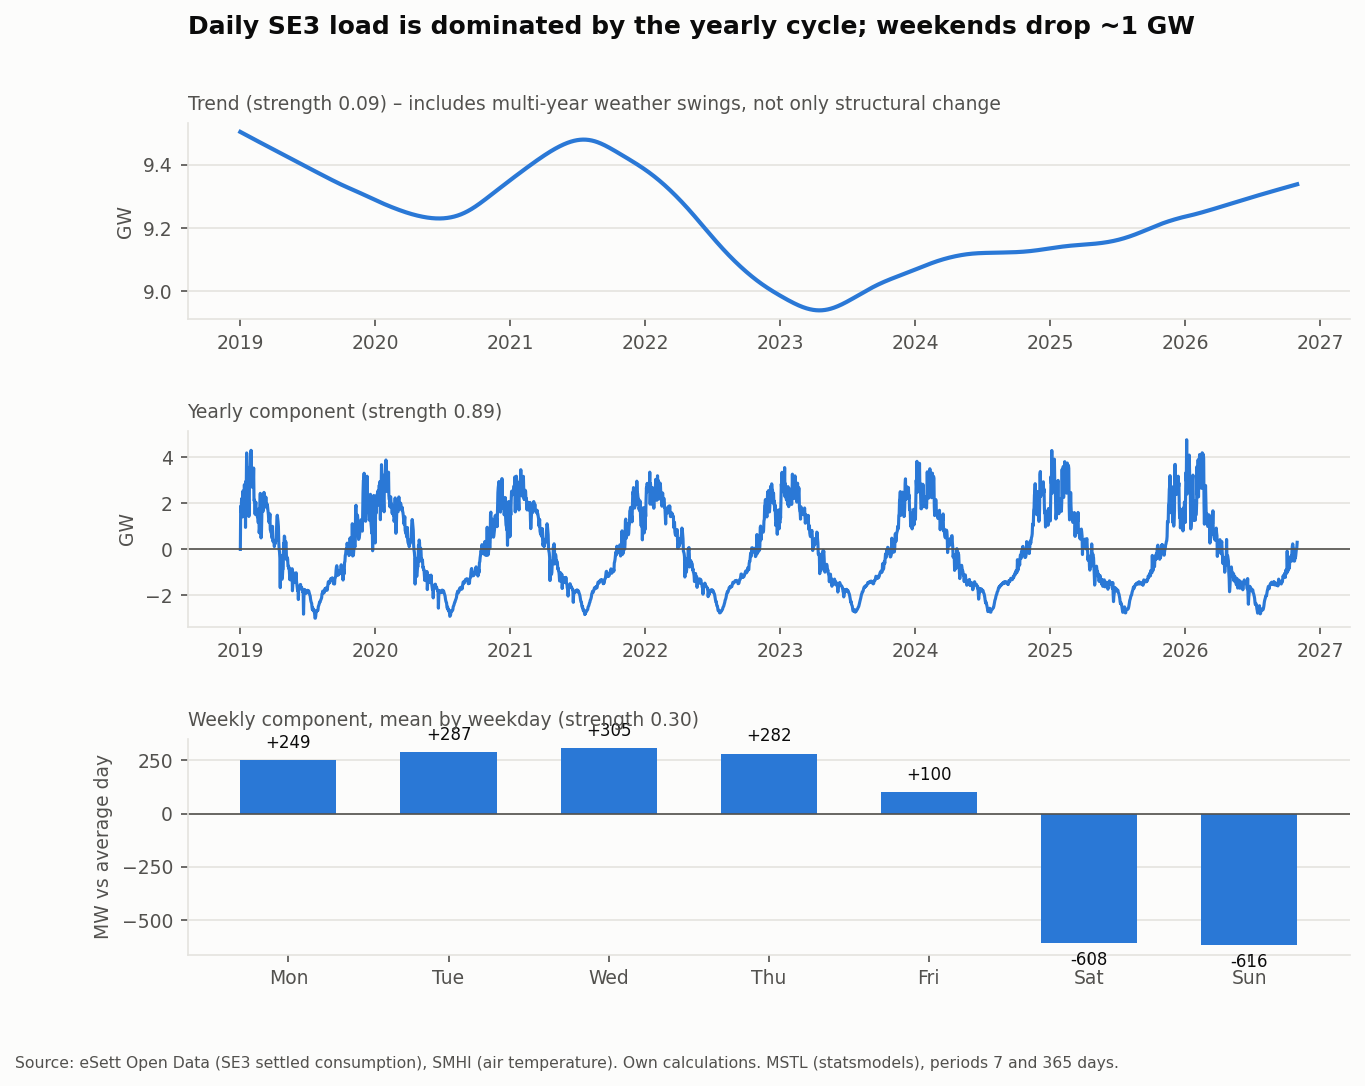 Daily SE3 load is dominated by the yearly cycle; weekends drop ~1 GW
Trend (strength 0.09) – includes multi-year weather swings, not only structural change
GW
9.4
9.2
9.0
2019 2020 2021 2022 2023 2024 2025 2026 2027
Yearly component (strength 0.89)
GW
4
2
0
−2
2019 2020 2021 2022 2023 2024 2025 2026 2027
Weekly component, mean by weekday (strength 0.30)
+249 +287 +305 +282 +100 -608 -616
MW vs average day
250
0
−250
−500
Mon Tue Wed Thu Fri Sat Sun
Source: eSett Open Data (SE3 settled consumption), SMHI (air temperature). Own calculations. MSTL (statsmodels), periods 7 and 365 days.